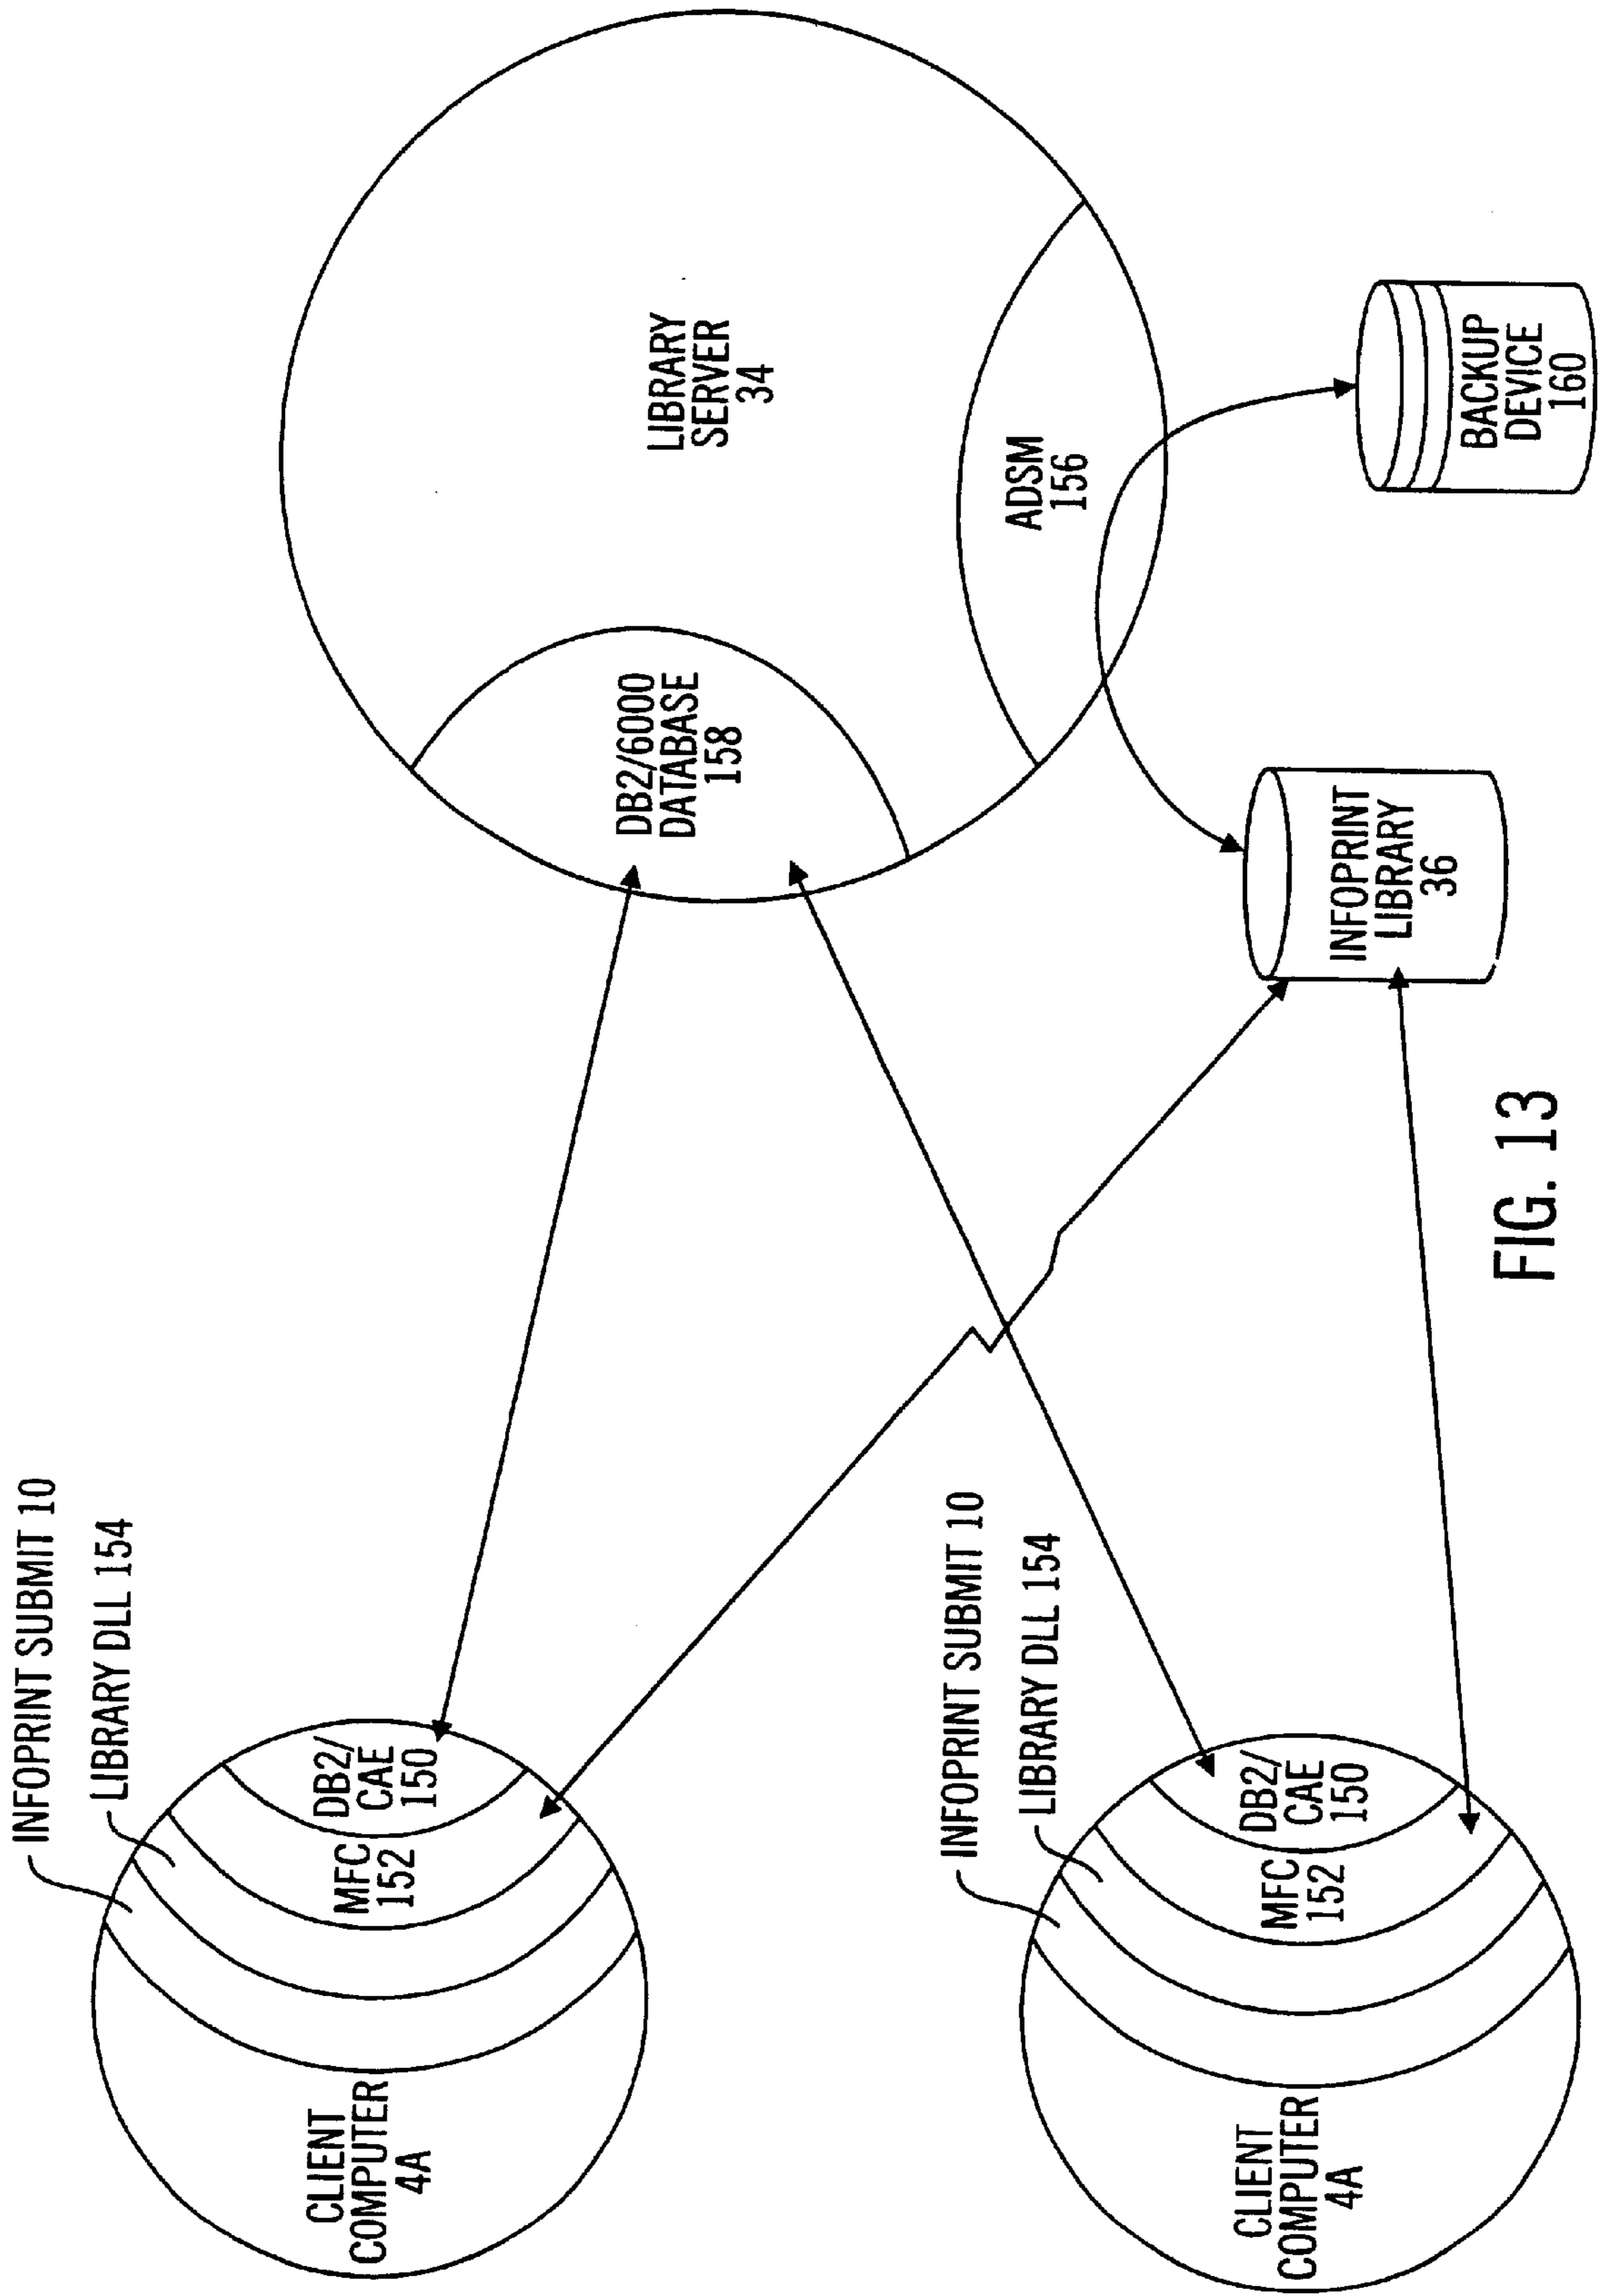 INFOPRINT SUBMIT 10
LIBRARY DLL 154
CLIENT
COMPUTER
4A
MFC
152
DB2/
CAE
150
DB2/6000
DATABASE
158
LIBRARY
SERVER
34
ADSM
156
INFOPRINT SUBMIT 10
LIBRARY DLL 154
CLIENT
COMPUTER
4A
MFC
152
DB2/
CAE
150
INFOPRINT
LIBRARY
36
BACKUP
DEVICE
160
FIG. 13